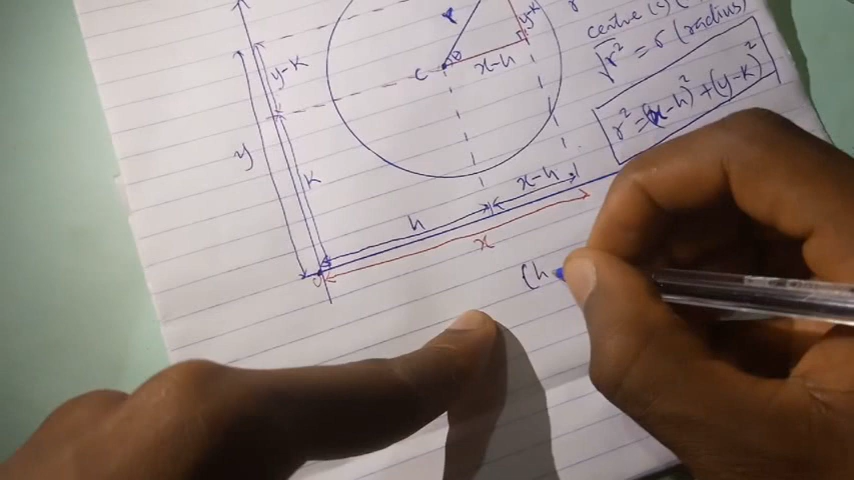 centre (
√r² = r (radius)
r² = (x-h)² + (y-k)²
r
y-k
θ
C
x-h
y-k
y
k
x-h
h
x
O
(h